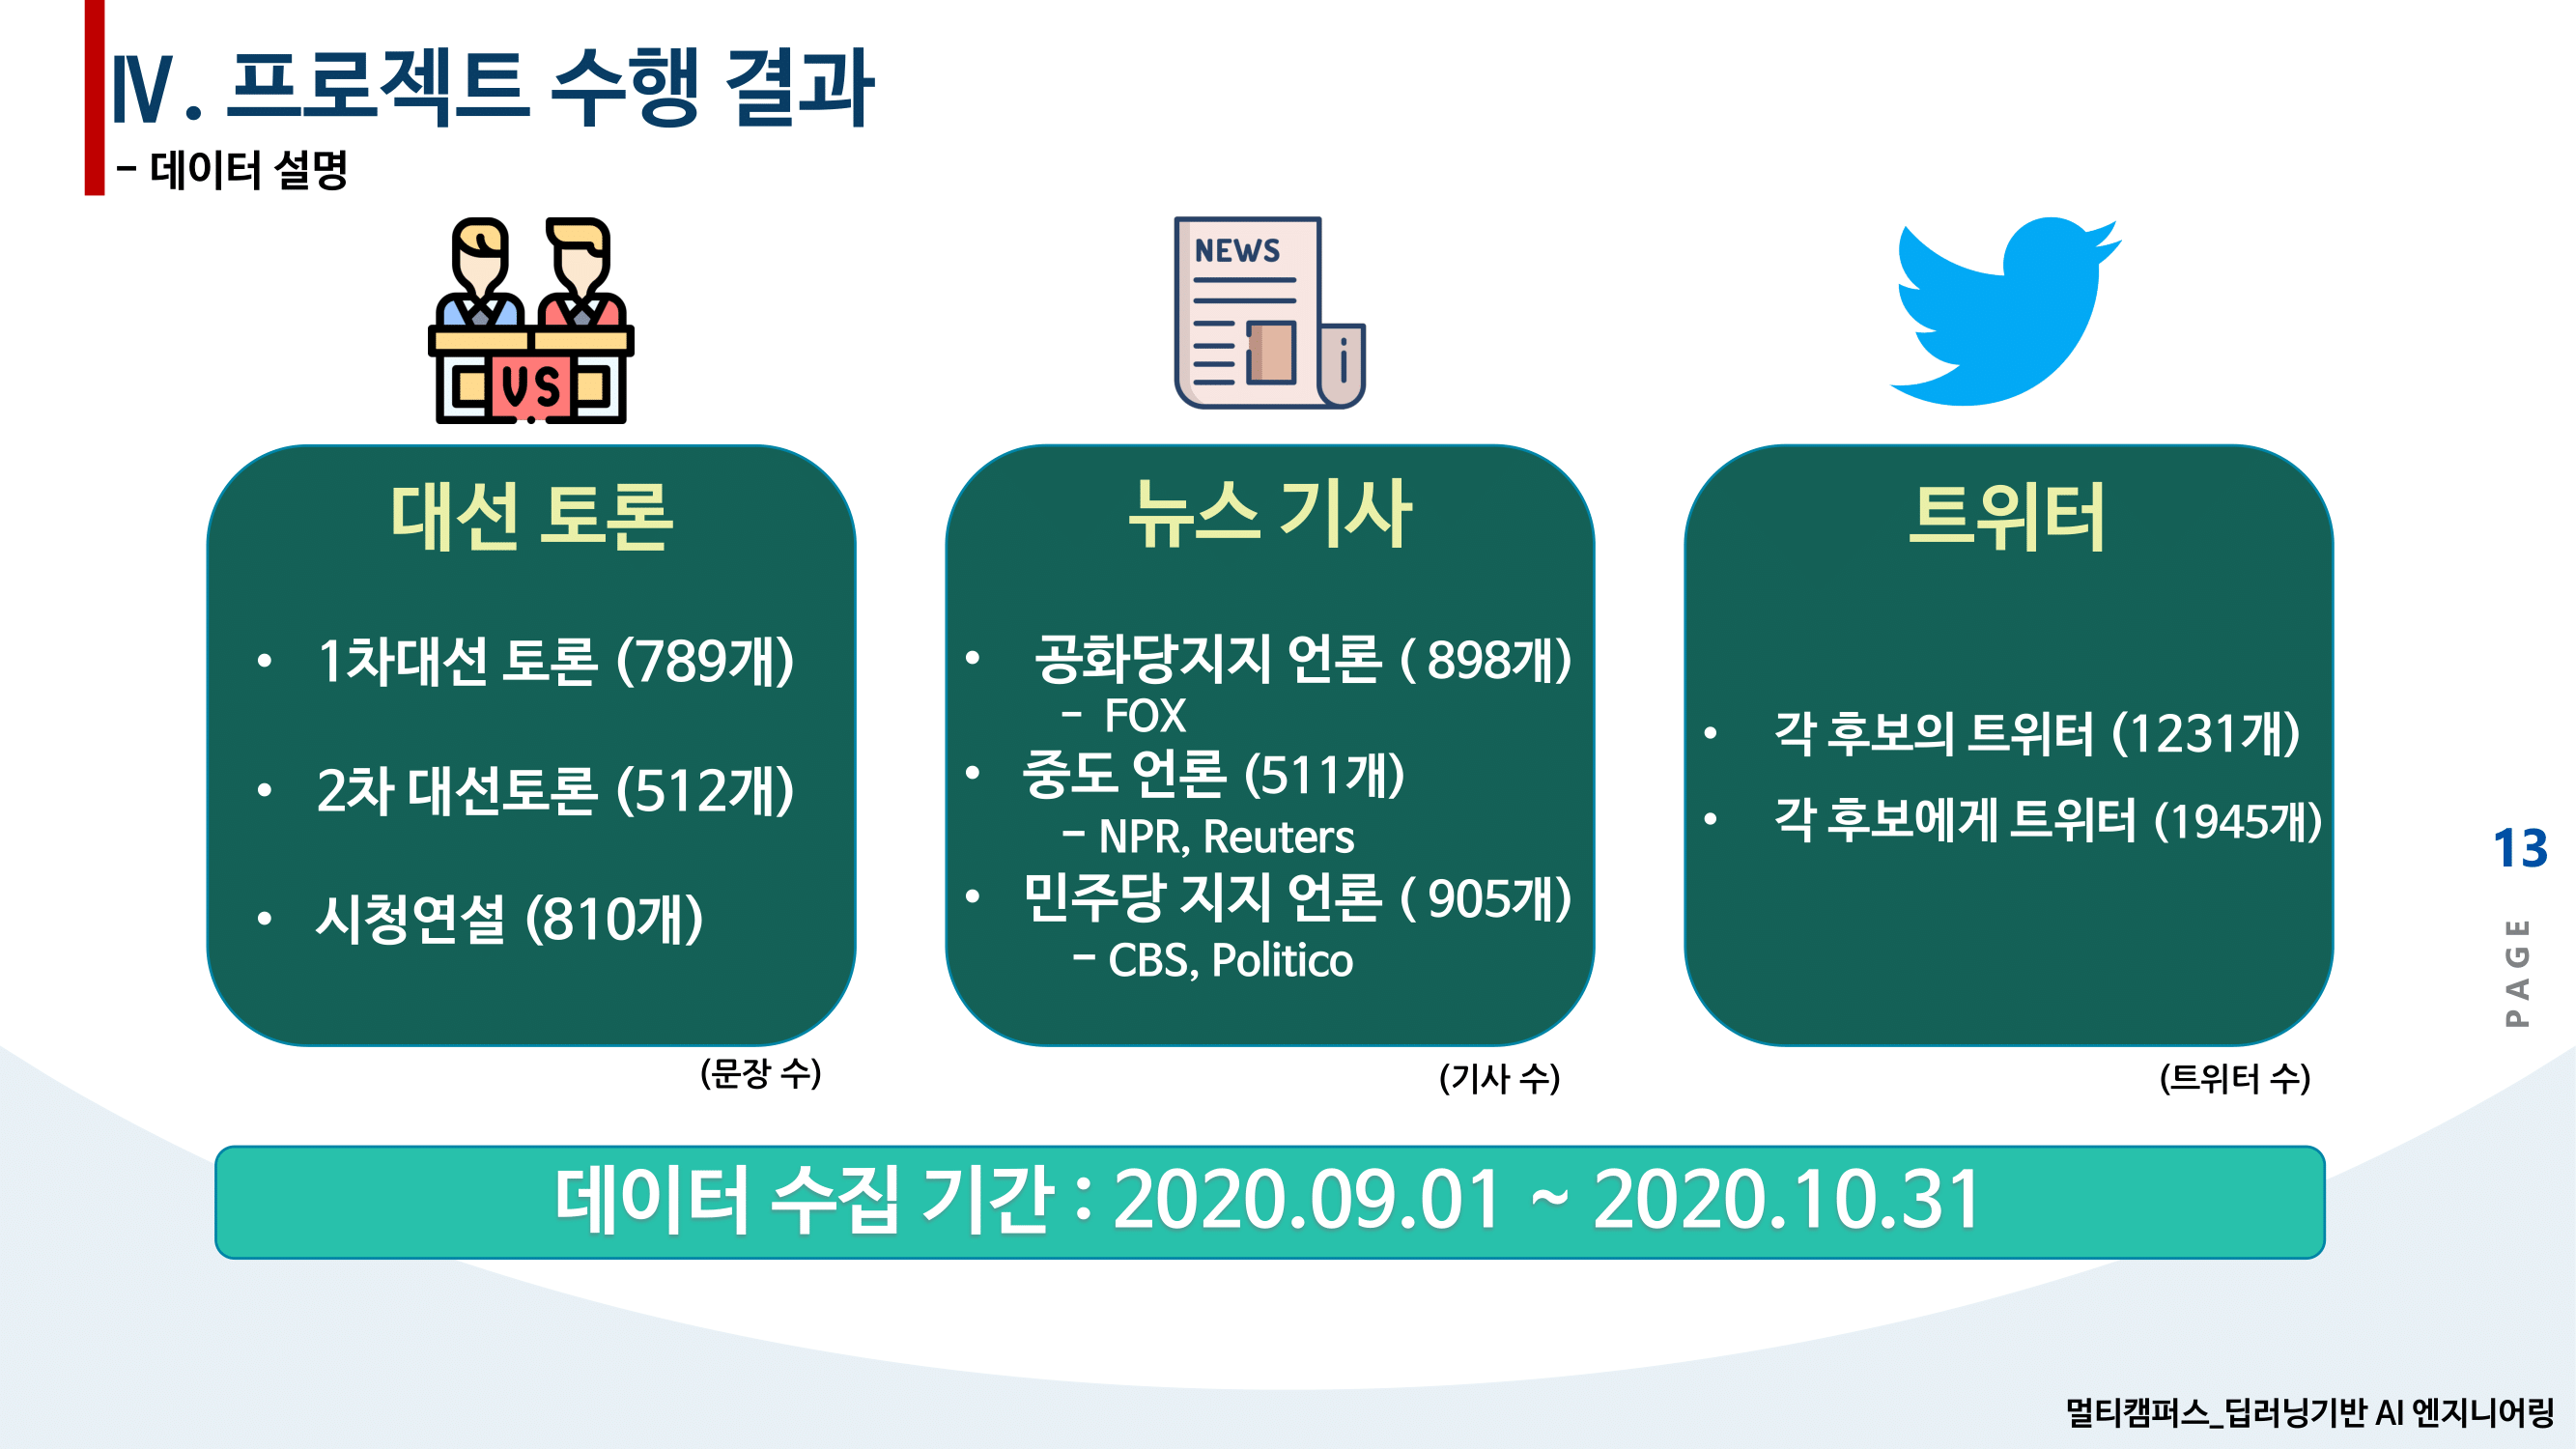 Ⅳ. 프로젝트 수행 결과
- 데이터 설명
VS
NEWS
i
대선 토론
• 1차대선 토론 (789개)
• 2차 대선토론 (512개)
• 시청연설 (810개)
(문장 수)
뉴스 기사
• 공화당지지 언론 ( 898개)
- FOX
• 중도 언론 (511개)
- NPR, Reuters
• 민주당 지지 언론 ( 905개)
- CBS, Politico
(기사 수)
트위터
• 각 후보의 트위터 (1231개)
• 각 후보에게 트위터 (1945개)
(트위터 수)
데이터 수집 기간 : 2020.09.01 ~ 2020.10.31
13
PAGE
멀티캠퍼스_딥러닝기반 AI 엔지니어링